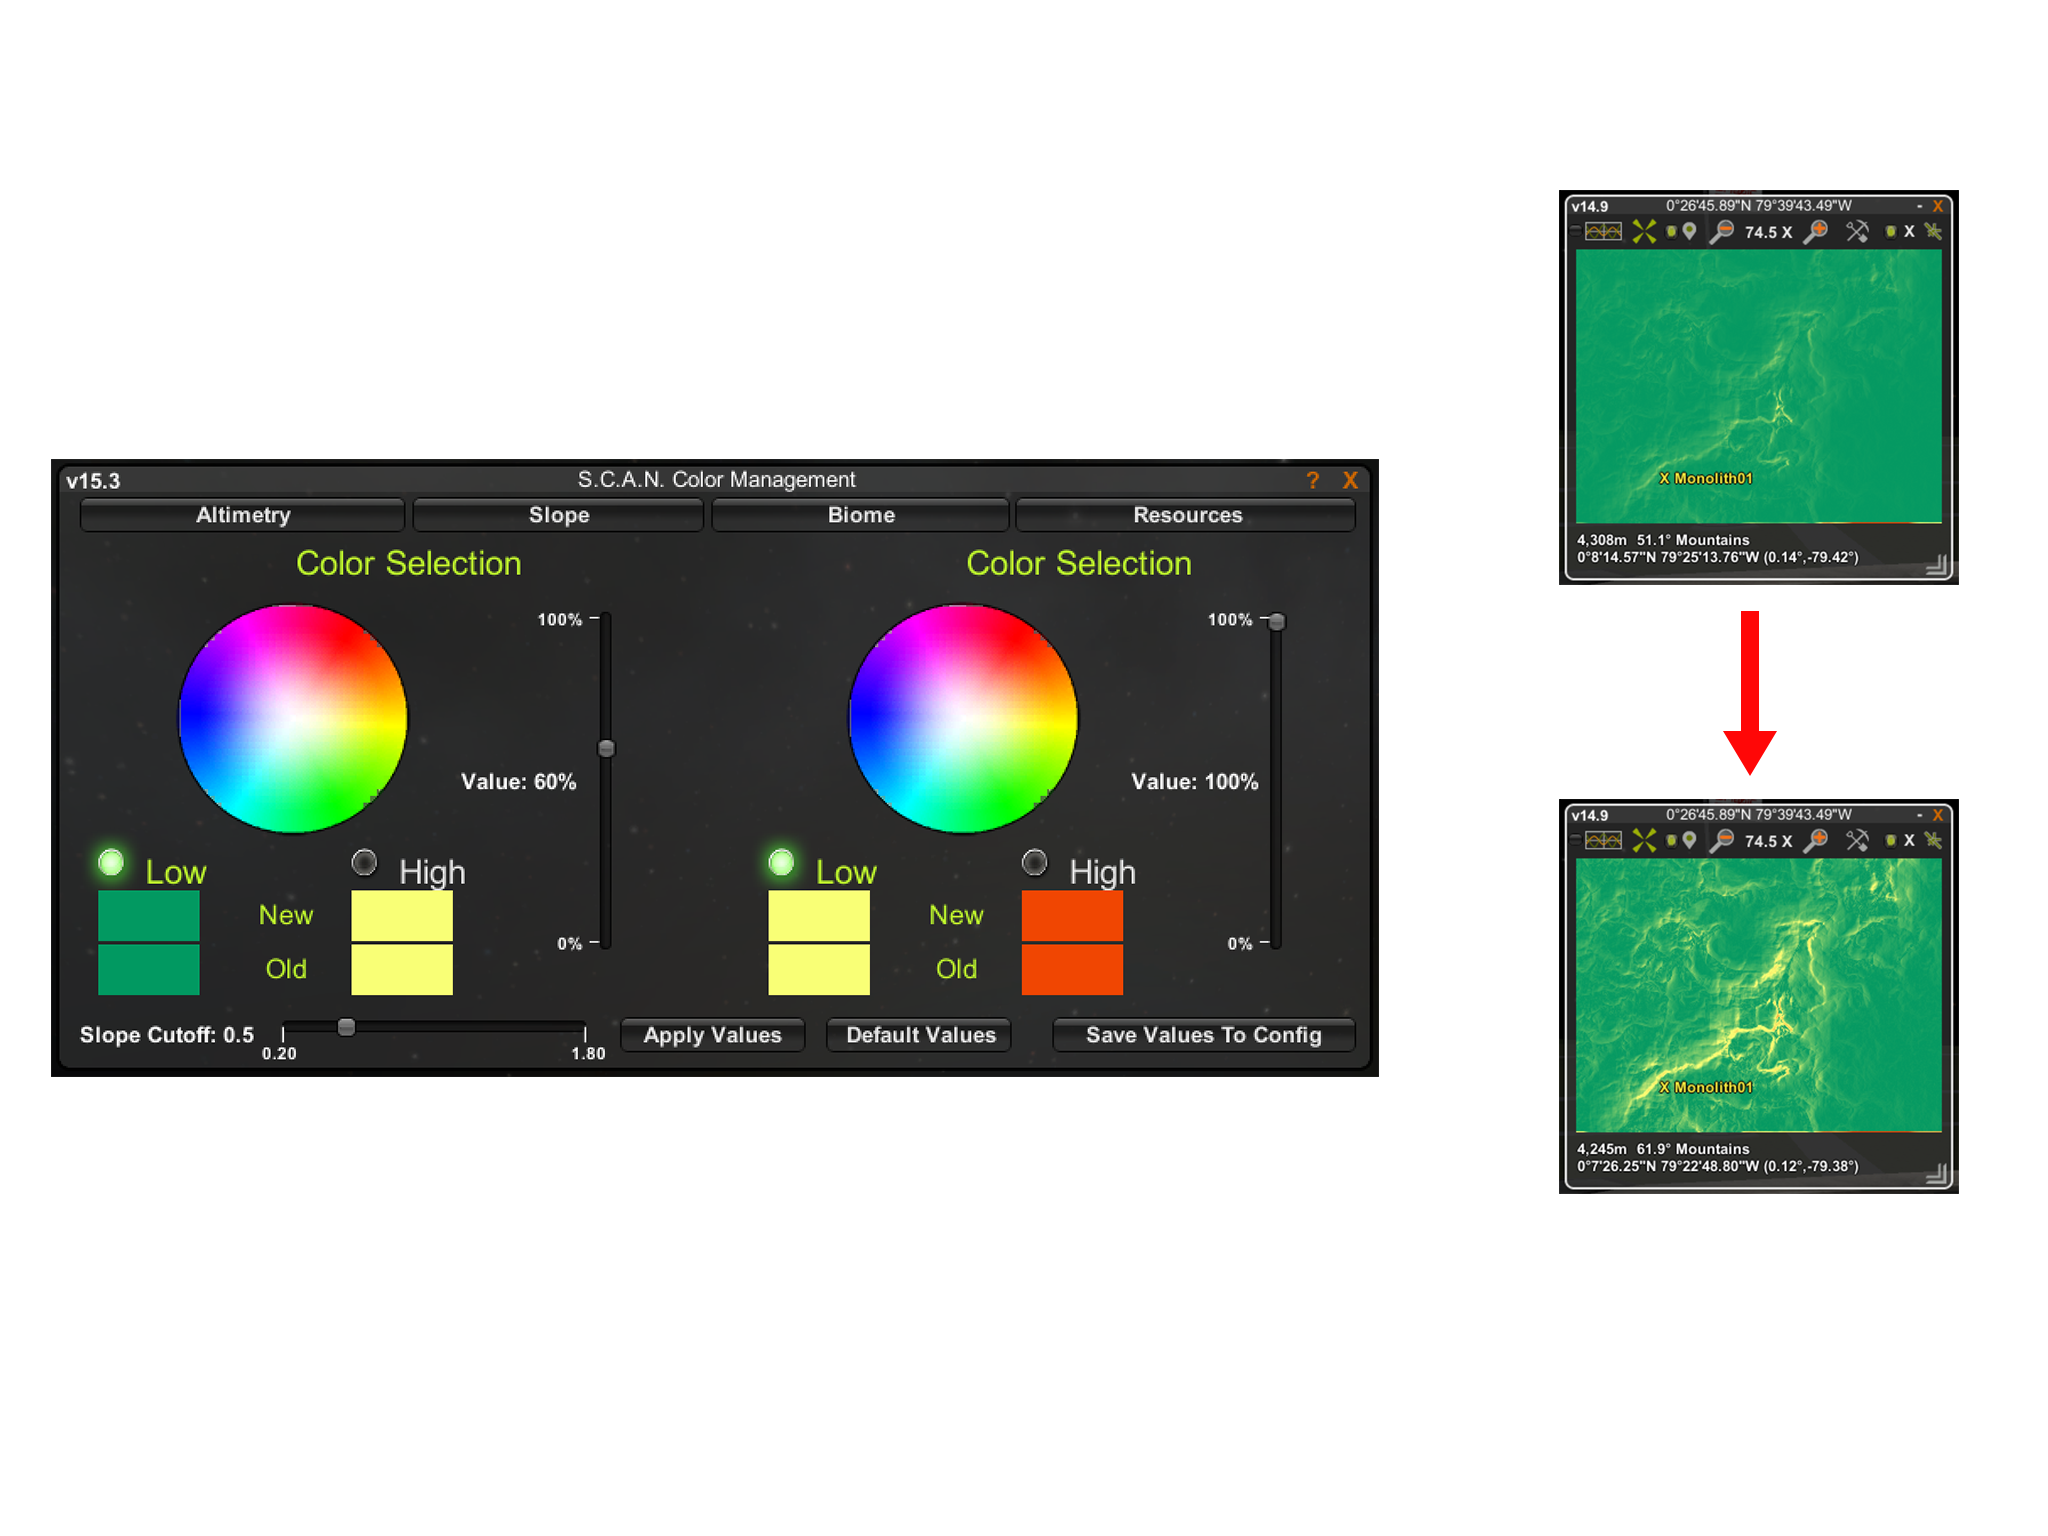 v15.3 S.C.A.N. Color Management ? X
Altimetry Slope Biome Resources
Color Selection Color Selection
100% 100%
Value: 60% Value: 100%
Low High Low High
New New
Old Old
0% 0%
Slope Cutoff: 0.5 Apply Values Default Values Save Values To Config
0.20 1.80
v14.9 0°26'45.89"N 79°39'43.49"W - X
74.5 X X
X Monolith01
4,308m 51.1° Mountains
0°8'14.57"N 79°25'13.76"W (0.14°,-79.42°)
v14.9 0°26'45.89"N 79°39'43.49"W - X
74.5 X X
X Monolith01
4,245m 61.9° Mountains
0°7'26.25"N 79°22'48.80"W (0.12°,-79.38°)